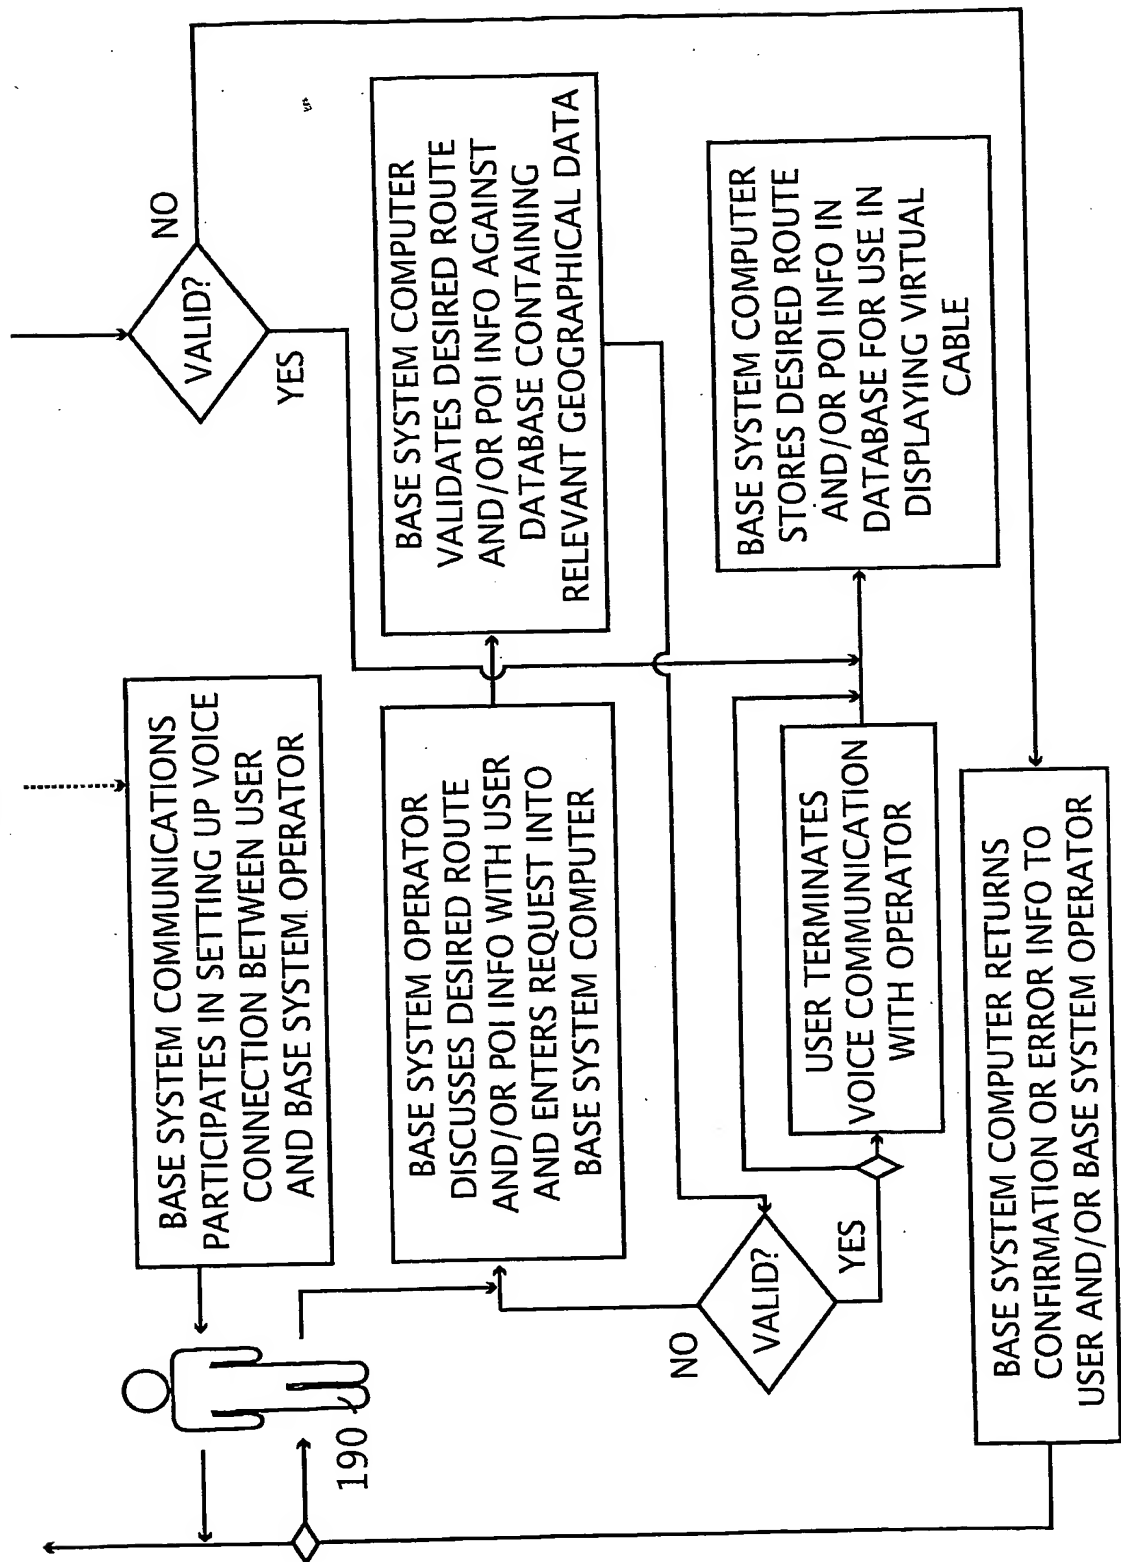 VALID?
NO
YES
BASE SYSTEM COMMUNICATIONS
PARTICIPATES IN SETTING UP VOICE
CONNECTION BETWEEN USER
AND BASE SYSTEM OPERATOR
190
BASE SYSTEM OPERATOR
DISCUSSES DESIRED ROUTE
AND/OR POI INFO WITH USER
AND ENTERS REQUEST INTO
BASE SYSTEM COMPUTER
BASE SYSTEM COMPUTER
VALIDATES DESIRED ROUTE
AND/OR POI INFO AGAINST
DATABASE CONTAINING
RELEVANT GEOGRAPHICAL DATA
NO
VALID?
YES
USER TERMINATES
VOICE COMMUNICATION
WITH OPERATOR
BASE SYSTEM COMPUTER
STORES DESIRED ROUTE
AND/OR POI INFO IN
DATABASE FOR USE IN
DISPLAYING VIRTUAL
CABLE
BASE SYSTEM COMPUTER RETURNS
CONFIRMATION OR ERROR INFO TO
USER AND/OR BASE SYSTEM OPERATOR